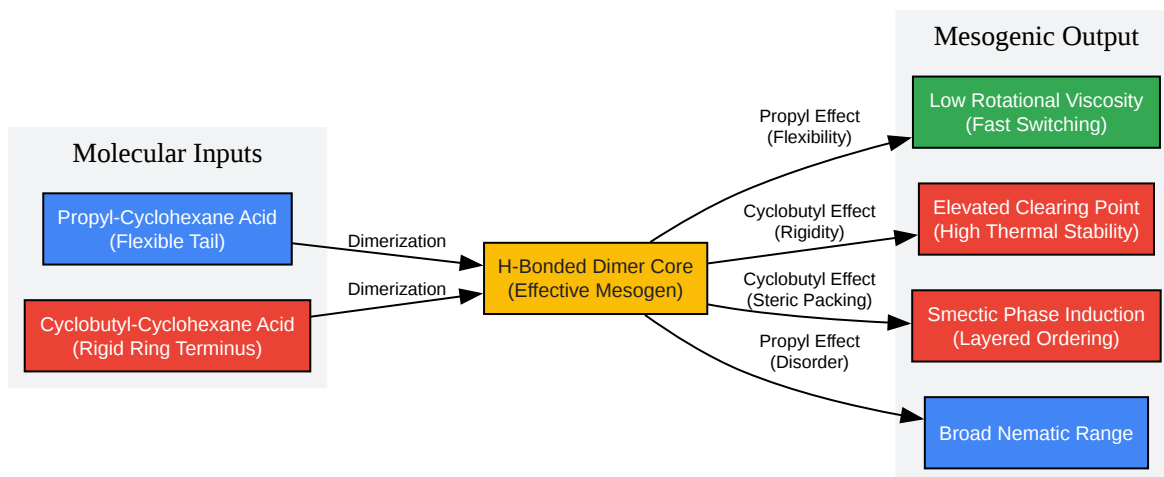 Molecular Inputs
Propyl-Cyclohexane Acid
(Flexible Tail)
Cyclobutyl-Cyclohexane Acid
(Rigid Ring Terminus)
Dimerization
Dimerization
H-Bonded Dimer Core
(Effective Mesogen)
Propyl Effect
(Flexibility)
Cyclobutyl Effect
(Rigidity)
Cyclobutyl Effect
(Steric Packing)
Propyl Effect
(Disorder)
Mesogenic Output
Low Rotational Viscosity
(Fast Switching)
Elevated Clearing Point
(High Thermal Stability)
Smectic Phase Induction
(Layered Ordering)
Broad Nematic Range